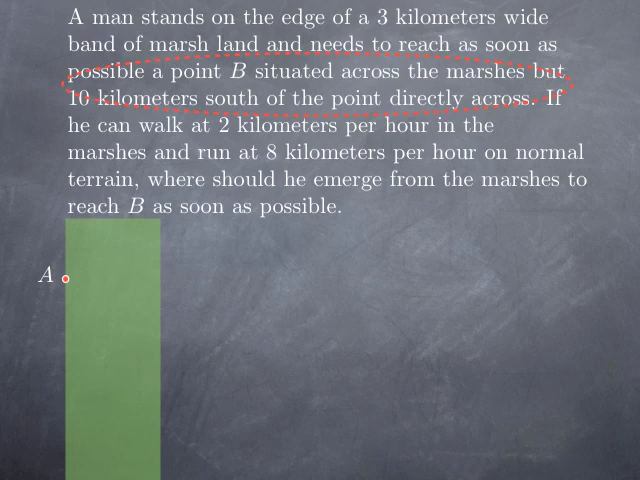 A man stands on the edge of a 3 kilometers wide
band of marsh land and needs to reach as soon as
possible a point B situated across the marshes but
10 kilometers south of the point directly across. If
he can walk at 2 kilometers per hour in the
marshes and run at 8 kilometers per hour on normal
terrain, where should he emerge from the marshes to
reach B as soon as possible.
A